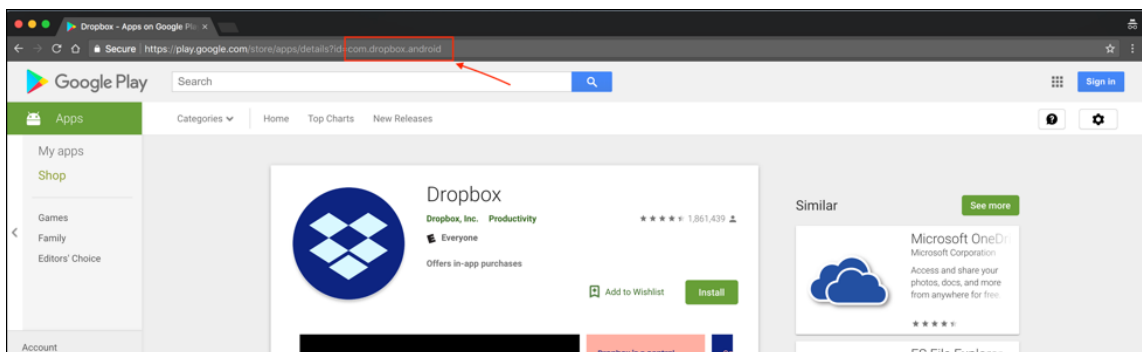 Dropbox - Apps on Google Pla
Secure https://play.google.com/store/apps/details?id=com.dropbox.android
Google Play
Search
Sign in
Apps
Categories
Home
Top Charts
New Releases
My apps
Shop
Games
Family
Editors' Choice
Account
Dropbox
Dropbox, Inc. Productivity
1,861,439
Everyone
Offers in-app purchases
Add to Wishlist
Install
Similar
See more
Microsoft OneDri
Microsoft Corporation
Access and share your
photos, docs, and more
from anywhere for free.